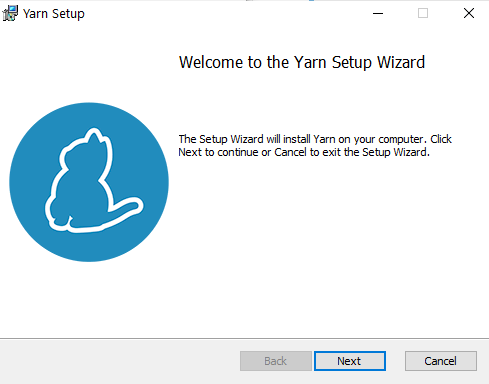 Yarn Setup
Welcome to the Yarn Setup Wizard
The Setup Wizard will install Yarn on your computer. Click
Next to continue or Cancel to exit the Setup Wizard.
Back
Next
Cancel